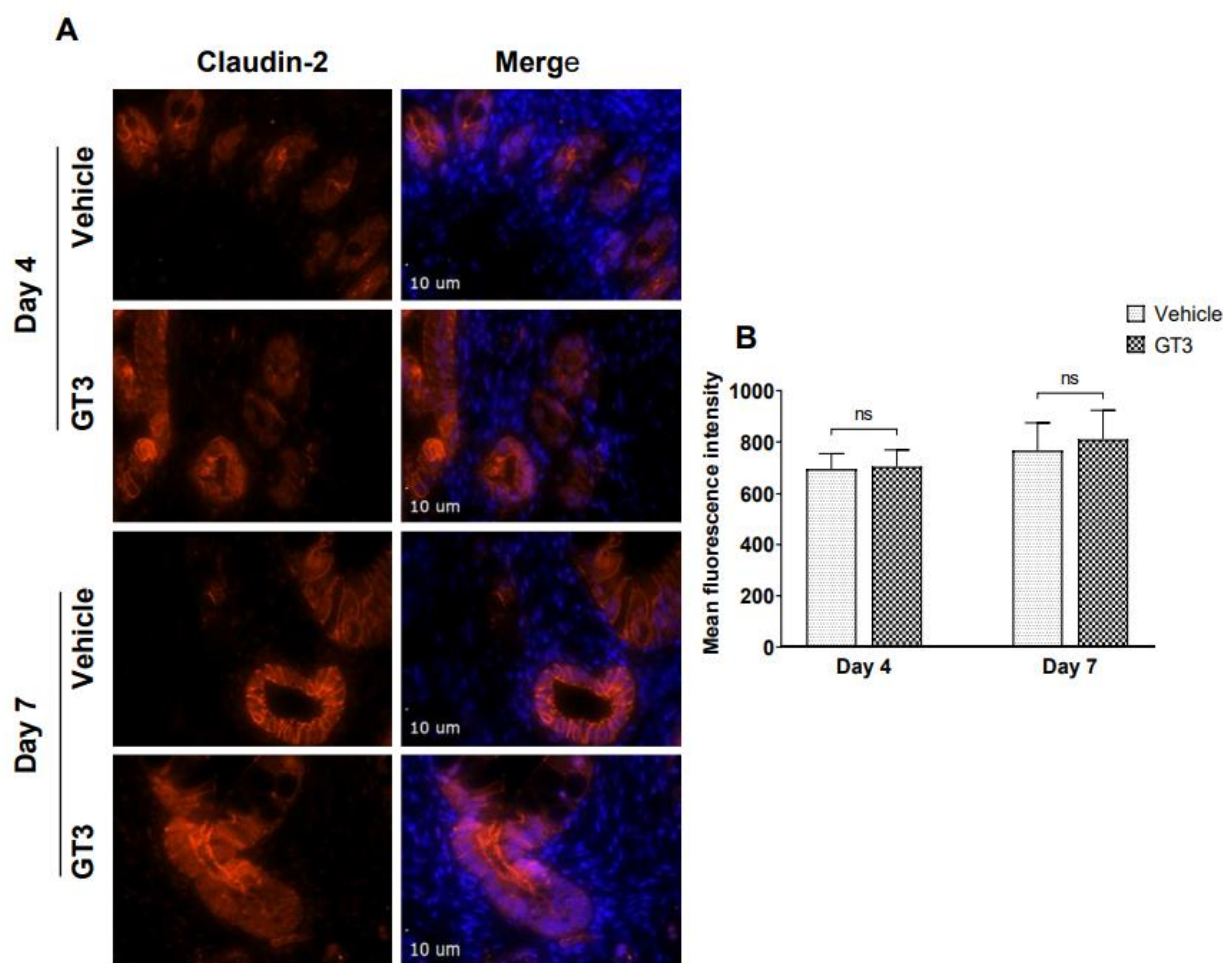 A
Claudin-2
Merge
Day 4
Vehicle
10 um
GT3
10 um
Day 7
Vehicle
10 um
GT3
10 um
B
Vehicle
GT3
Mean fluorescence intensity
1000
800
600
400
200
0
ns
ns
Day 4
Day 7